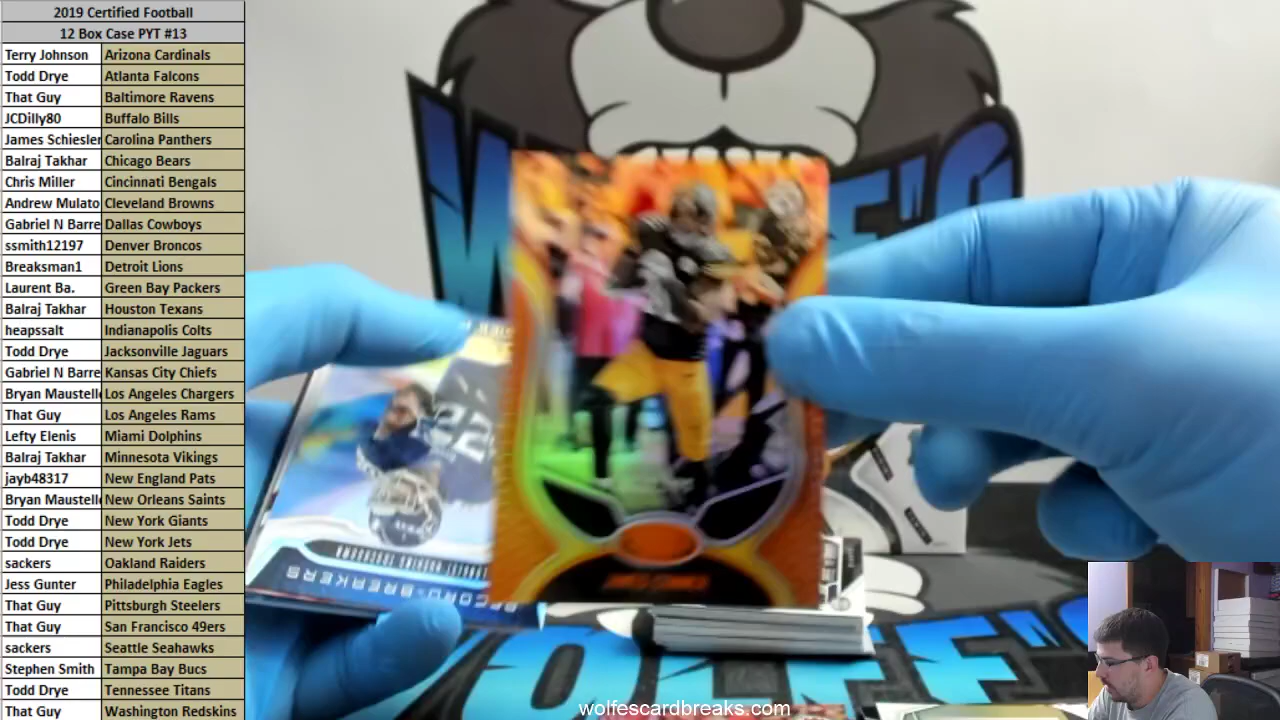 2019 Certified Football
12 Box Case PYT #13
Terry Johnson Arizona Cardinals
Todd Drye Atlanta Falcons
That Guy Baltimore Ravens
JCDilly80 Buffalo Bills
James Schiesler Carolina Panthers
Balraj Takhar Chicago Bears
Chris Miller Cincinnati Bengals
Andrew Mulato Cleveland Browns
Gabriel N Barre Dallas Cowboys
ssmith12197 Denver Broncos
Breaksman1 Detroit Lions
Laurent Ba. Green Bay Packers
Balraj Takhar Houston Texans
heapssalt Indianapolis Colts
Todd Drye Jacksonville Jaguars
Gabriel N Barre Kansas City Chiefs
Bryan Maustell Los Angeles Chargers
That Guy Los Angeles Rams
Lefty Elenis Miami Dolphins
Balraj Takhar Minnesota Vikings
jayb48317 New England Pats
Bryan Maustell New Orleans Saints
Todd Drye New York Giants
Todd Drye New York Jets
sackers Oakland Raiders
Jess Gunter Philadelphia Eagles
That Guy Pittsburgh Steelers
That Guy San Francisco 49ers
sackers Seattle Seahawks
Stephen Smith Tampa Bay Bucs
Todd Drye Tennessee Titans
That Guy Washington Redskins
22
RECORD BREAKERS
WOLFE'S
wolfescardbreaks.com